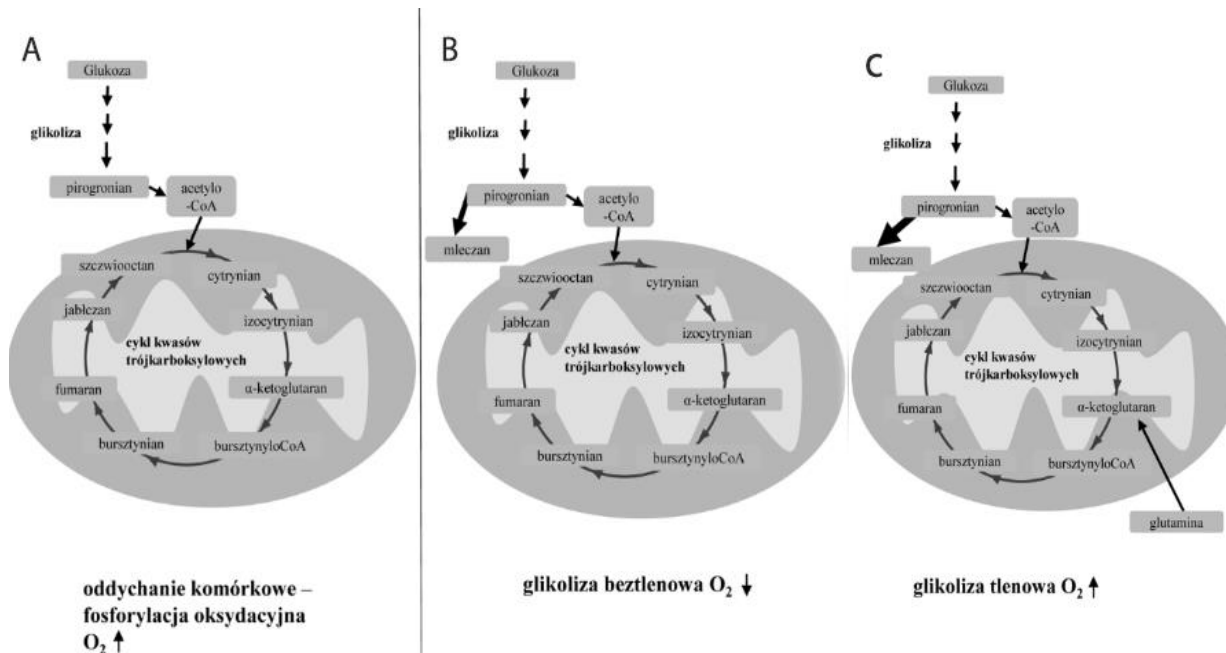 A
Glukoza
glikoliza
pirogronian
acetylo
-CoA
szczwiooctan
cytrynian
jabłczan
izocytrynian
cykl kwasów
trójkarboksylowych
fumaran
α-ketoglutaran
bursztynian
bursztynyloCoA
oddychanie komórkowe –
fosforylacja oksydacyjna
O₂ ↑
B
Glukoza
glikoliza
pirogronian
acetylo
-CoA
mleczan
szczwiooctan
cytrynian
jabłczan
izocytrynian
cykl kwasów
trójkarboksylowych
fumaran
α-ketoglutaran
bursztynian
bursztynyloCoA
glikoliza beztlenowa O₂ ↓
C
Glukoza
glikoliza
pirogronian
acetylo
-CoA
mleczan
szczwiooctan
cytrynian
jabłczan
izocytrynian
cykl kwasów
trójkarboksylowych
fumaran
α-ketoglutaran
bursztynian
bursztynyloCoA
glutamina
glikoliza tlenowa O₂ ↑